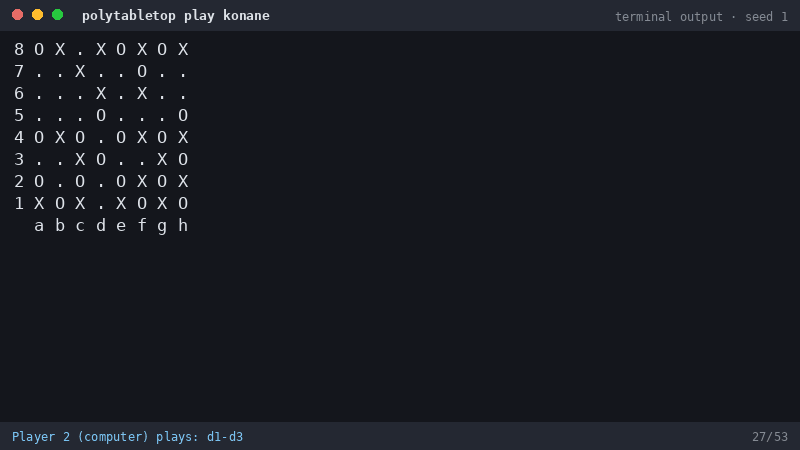 polytabletop play konane
terminal output · seed 1
8 O X . X O X O X
7 . . X . . O . .
6 . . . X . X . .
5 . . . O . . . O
4 O X O . O X O X
3 . . X O . . X O
2 O . O . O X O X
1 X O X . X O X O
a b c d e f g h
Player 2 (computer) plays: d1-d3
27/53